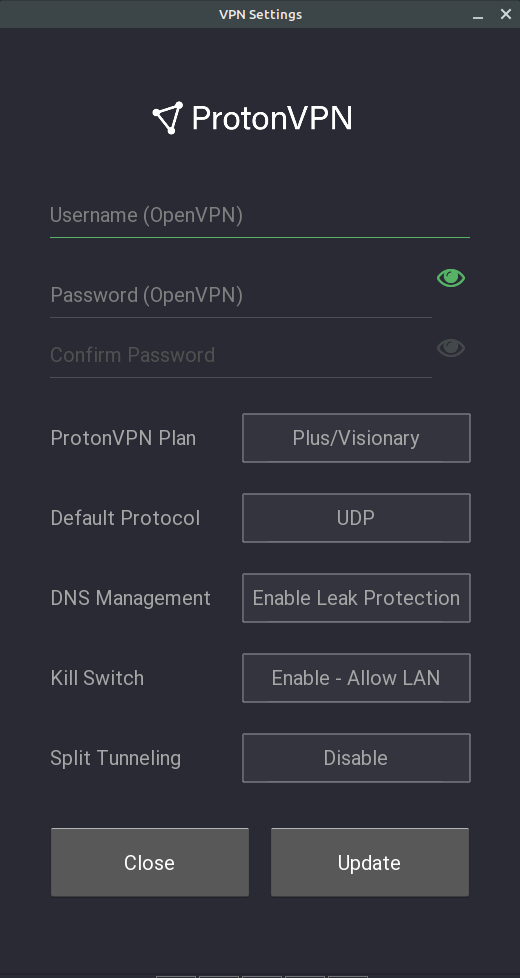 VPN Settings
ProtonVPN
Username (OpenVPN)
Password (OpenVPN)
Confirm Password
ProtonVPN Plan Plus/Visionary
Default Protocol UDP
DNS Management Enable Leak Protection
Kill Switch Enable - Allow LAN
Split Tunneling Disable
Close Update